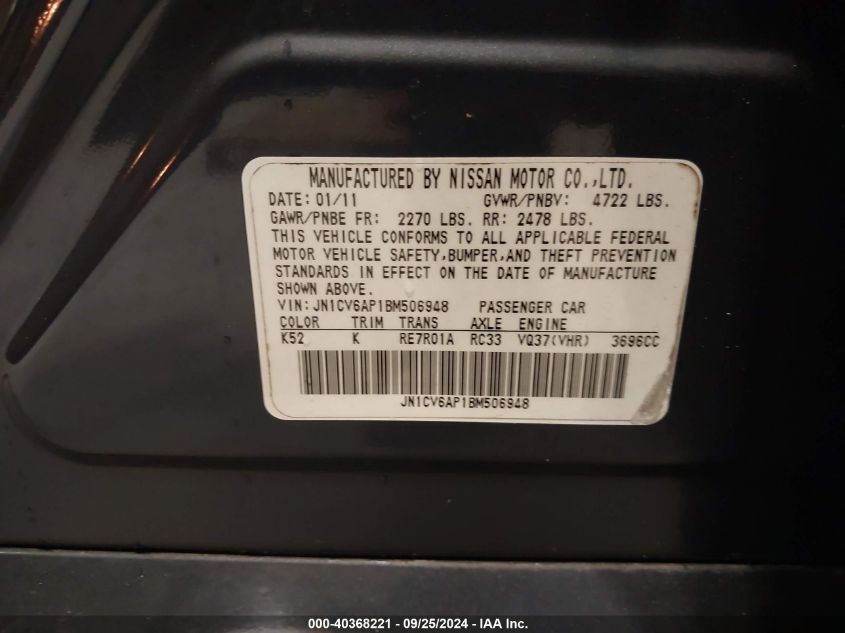 MANUFACTURED BY NISSAN MOTOR CO.,LTD.
DATE: 01/11 GVWR/PNBV: 4722 LBS.
GAWR/PNBE FR: 2270 LBS. RR: 2478 LBS.
THIS VEHICLE CONFORMS TO ALL APPLICABLE FEDERAL
MOTOR VEHICLE SAFETY,BUMPER,AND THEFT PREVENTION
STANDARDS IN EFFECT ON THE DATE OF MANUFACTURE
SHOWN ABOVE.
VIN:JN1CV6AP1BM506948 PASSENGER CAR
COLOR TRIM TRANS AXLE ENGINE
K52 K RE7R01A RC33 VQ37(VHR) 3696CC
JN1CV6AP1BM506948
000-40368221 - 09/25/2024 - IAA Inc.